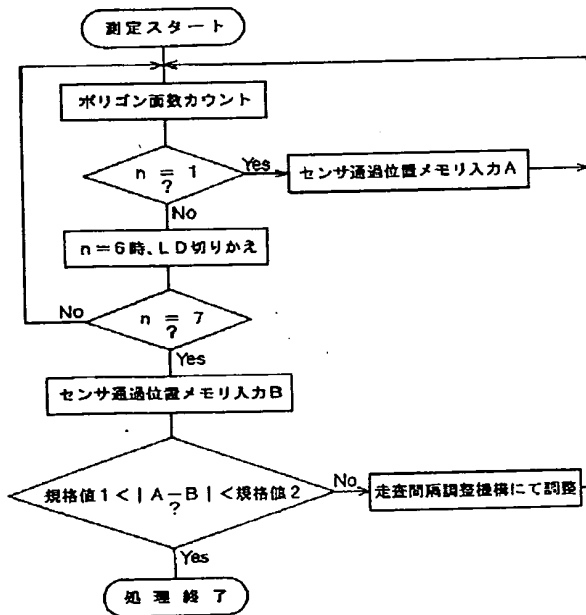 測定スタート
ポリゴン面数カウント
n = 1
?
Yes
センサ通過位置メモリ入力A
No
n=6時、LD切りかえ
No
n = 7
?
Yes
センサ通過位置メモリ入力B
規格値1<|A-B|<規格値2
?
No
走査間隔調整機構にて調整
Yes
処理終了